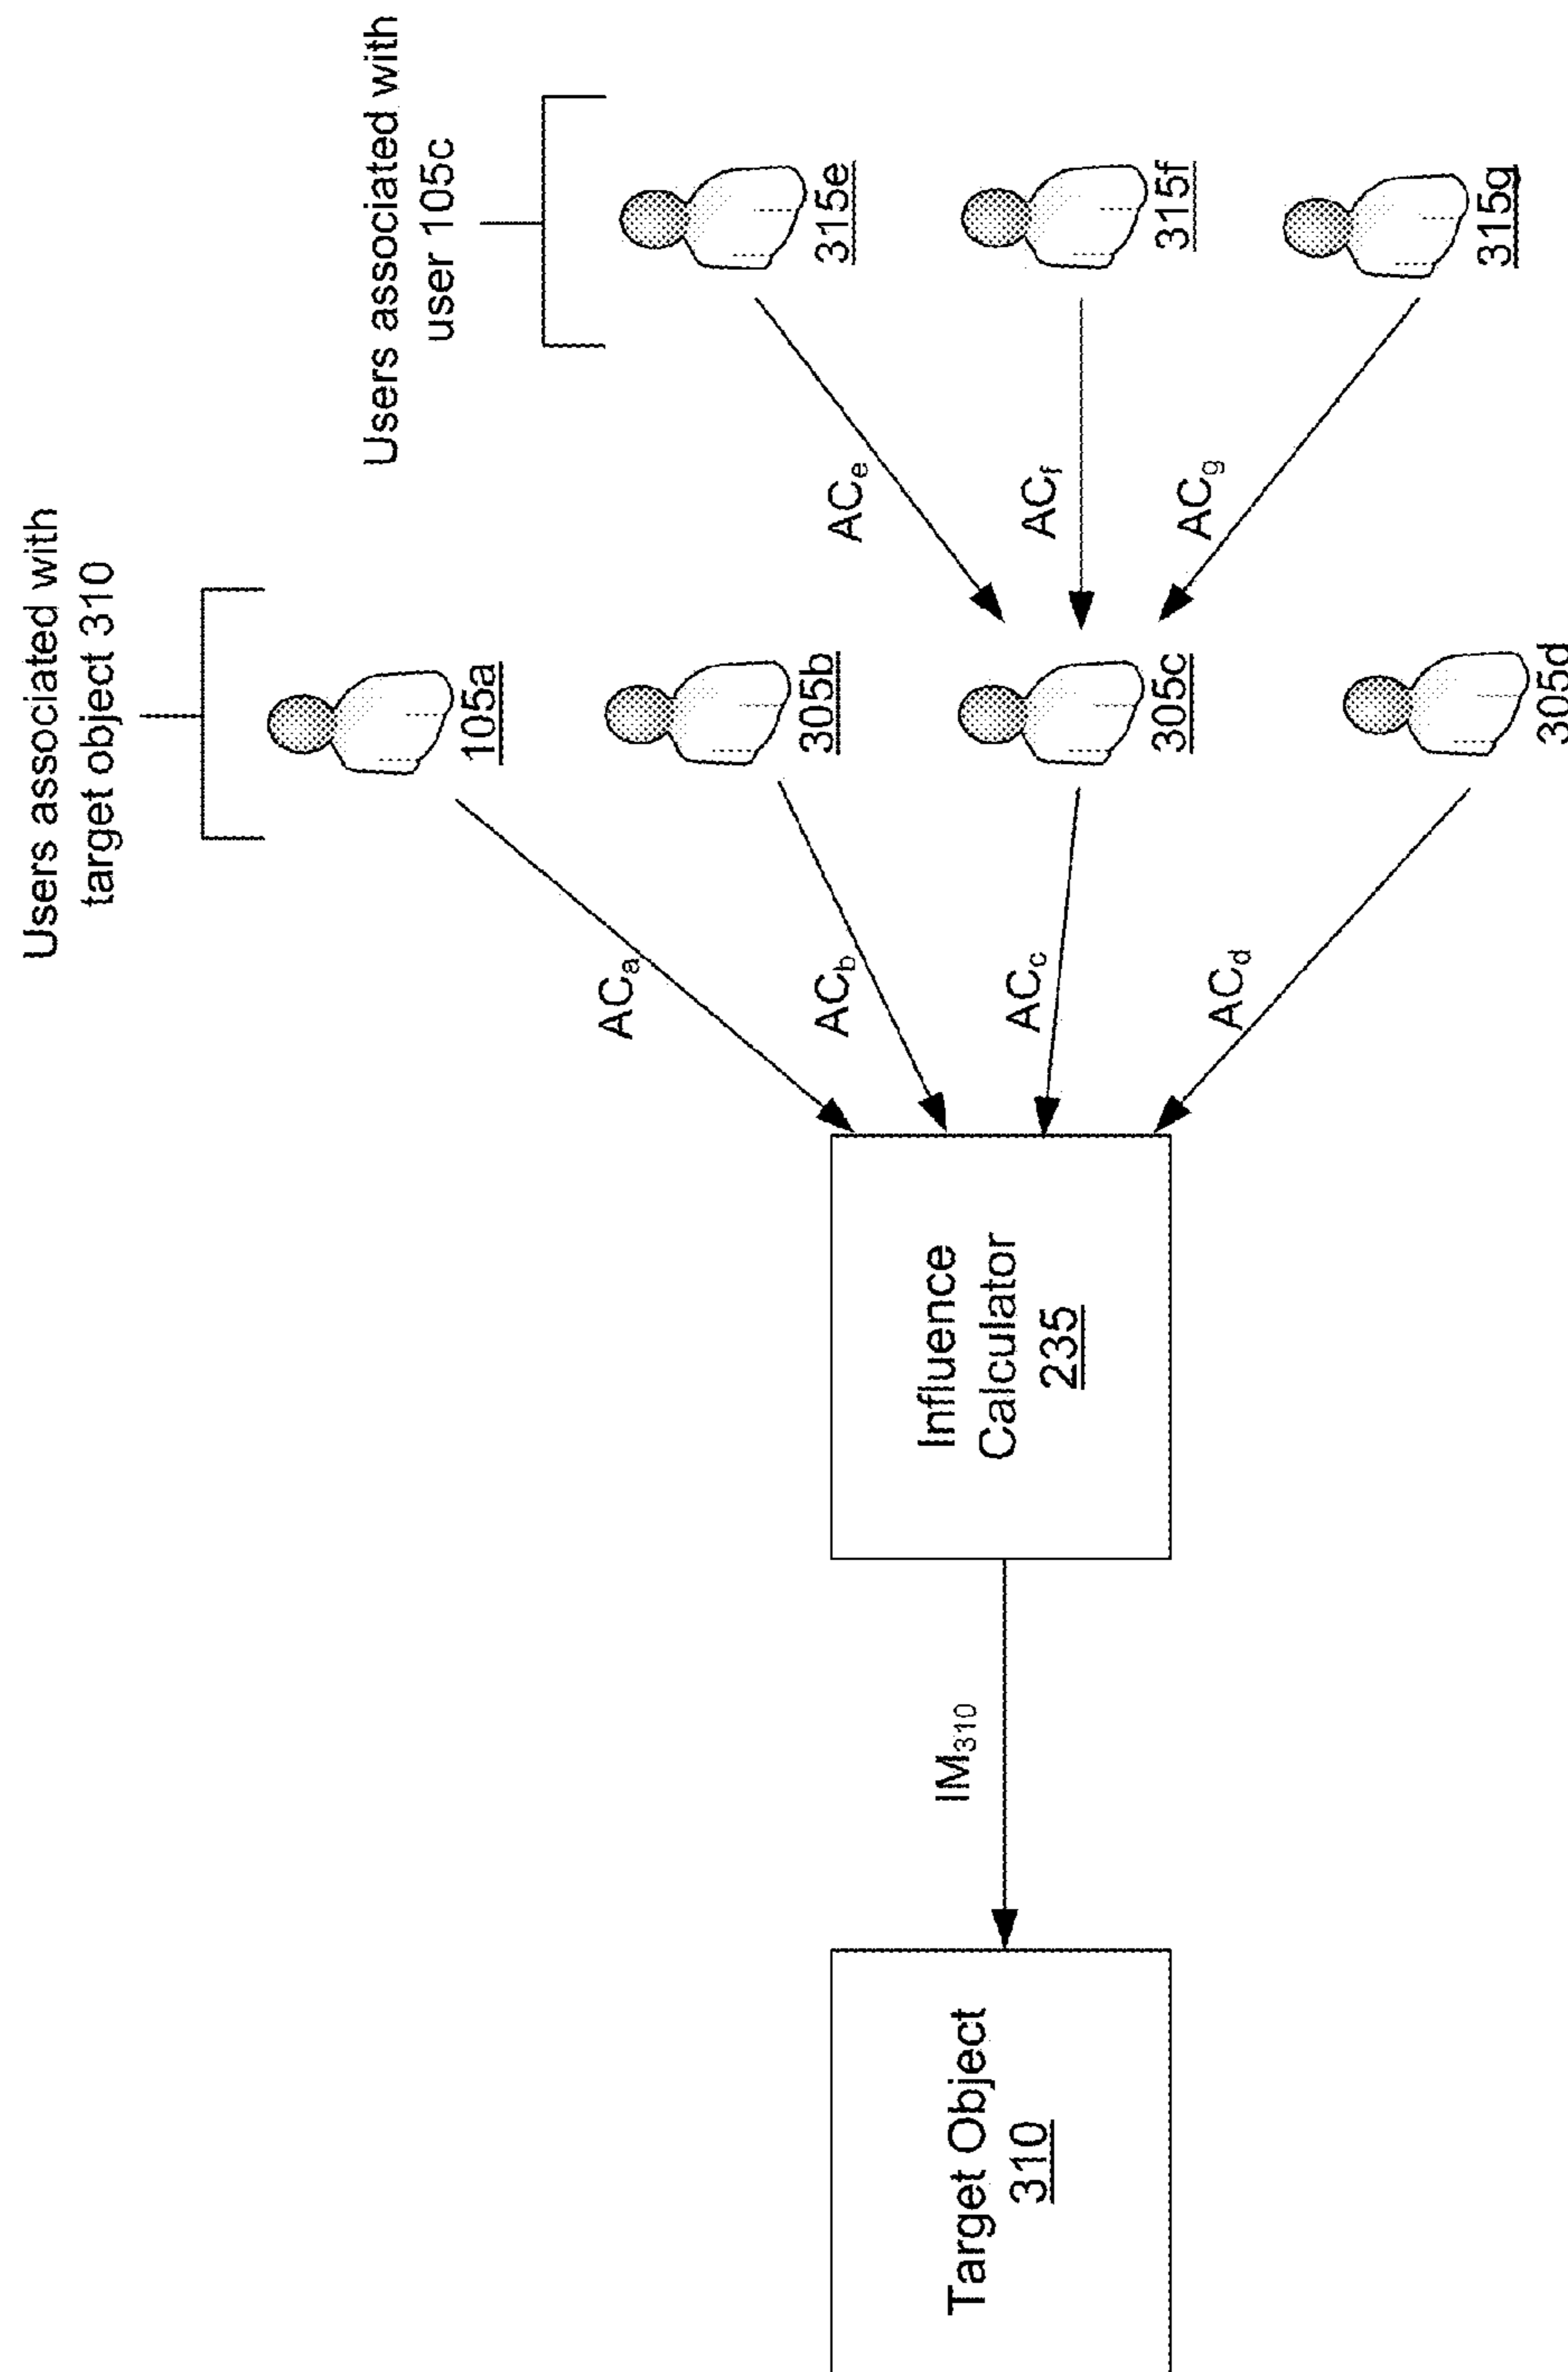 Users associated with
target object 310
Users associated with
user 105c
105a
305b
305c
305d
315e
315f
315g
ACa
ACb
ACc
ACd
ACe
ACf
ACg
Influence
Calculator
235
IM310
Target Object
310